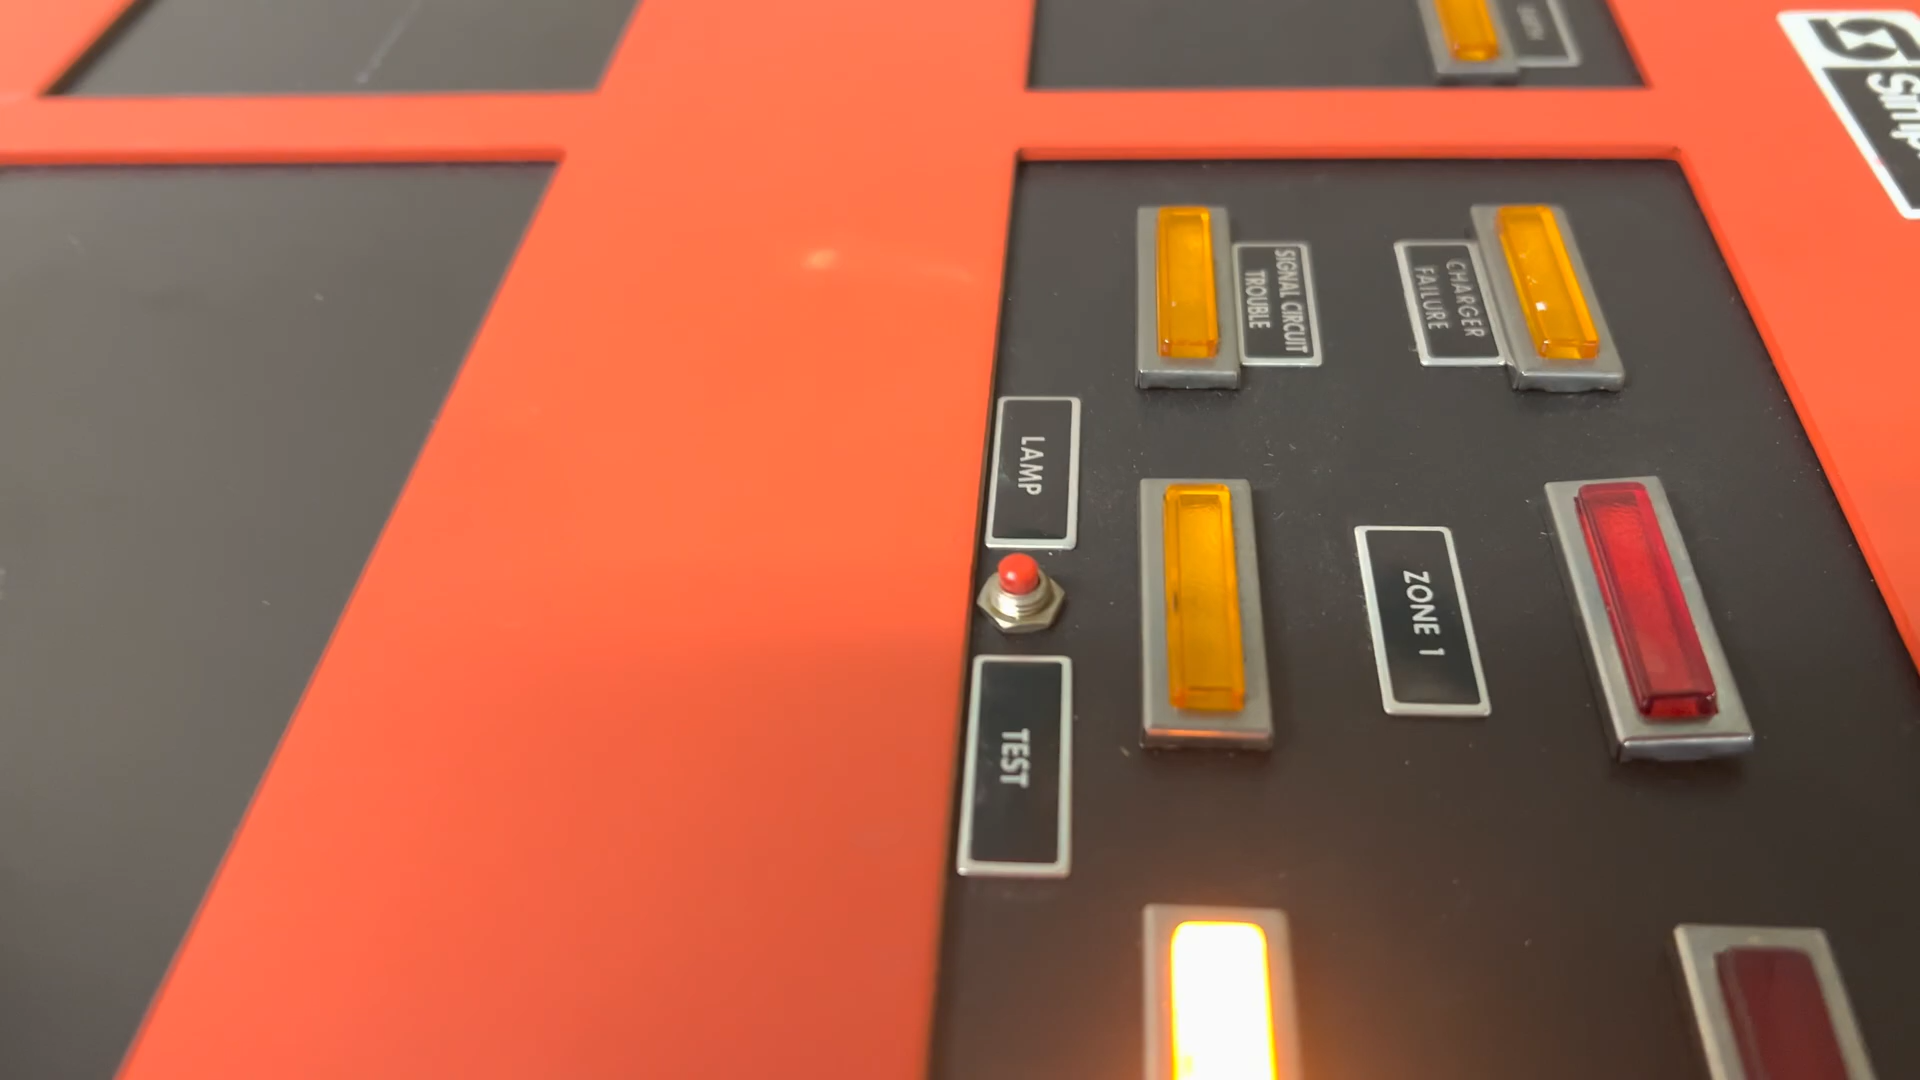 SIGNAL CIRCUIT
TROUBLE
CHARGER
FAILURE
LAMP
TEST
ZONE 1